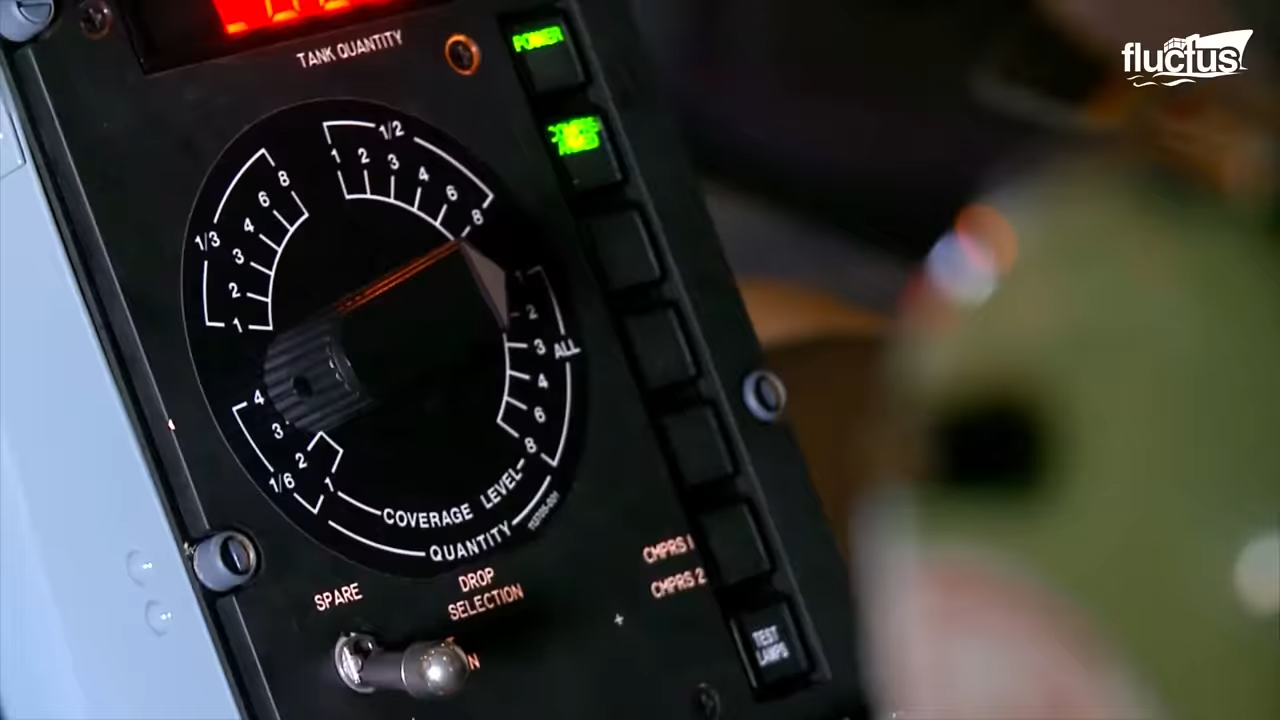 fluctus
TANK QUANTITY
POWER
1/3
1 2 3 4 6 8
1/2
1 2 3 4 6 8
ALL
1 2 3 4 6 8
1/6
1 2 3 4
COVERAGE LEVEL
QUANTITY
SPARE
DROP
SELECTION
CMPRS 1
CMPRS 2
TEST
LAMPS